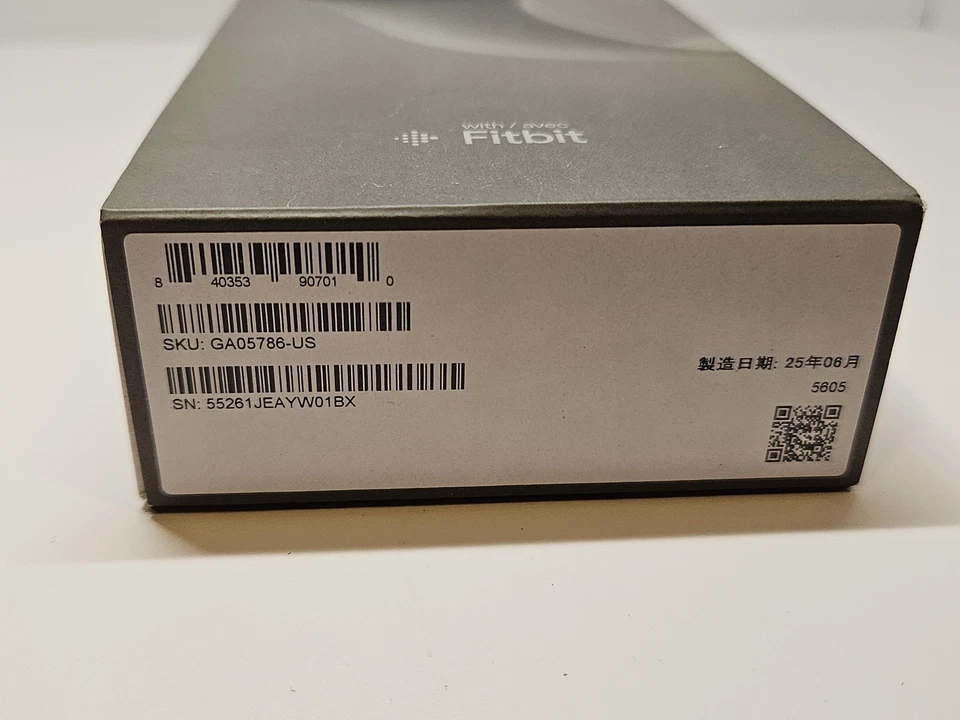 with / avec
Fitbit
8 40353 90701 0
SKU: GA05786-US
SN: 55261JEAYW01BX
製造日期: 25年06月
5605